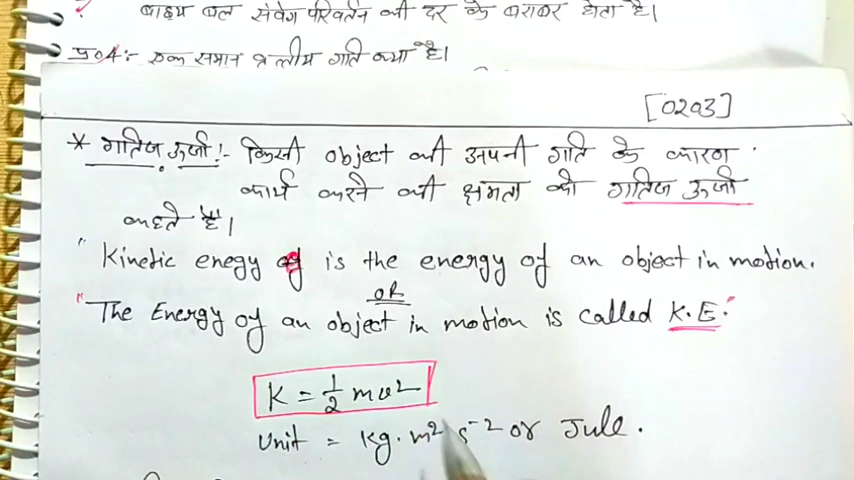 बाह्य बल संवेग परिवर्तन की दर के बराबर होता है।
प्र०4:- एक समान वृत्तीय गति क्या है।
[0203]
* गतिज ऊर्जा:- किसी object की अपनी गति के कारण
कार्य करने की क्षमता को गतिज ऊर्जा
कहते हैं।
"Kinetic enegy is the energy of an object in motion.
OR
"The Energy of an object in motion is called K.E."
K = 1/2 mv²
Unit = Kg. m² s⁻² or Jule.